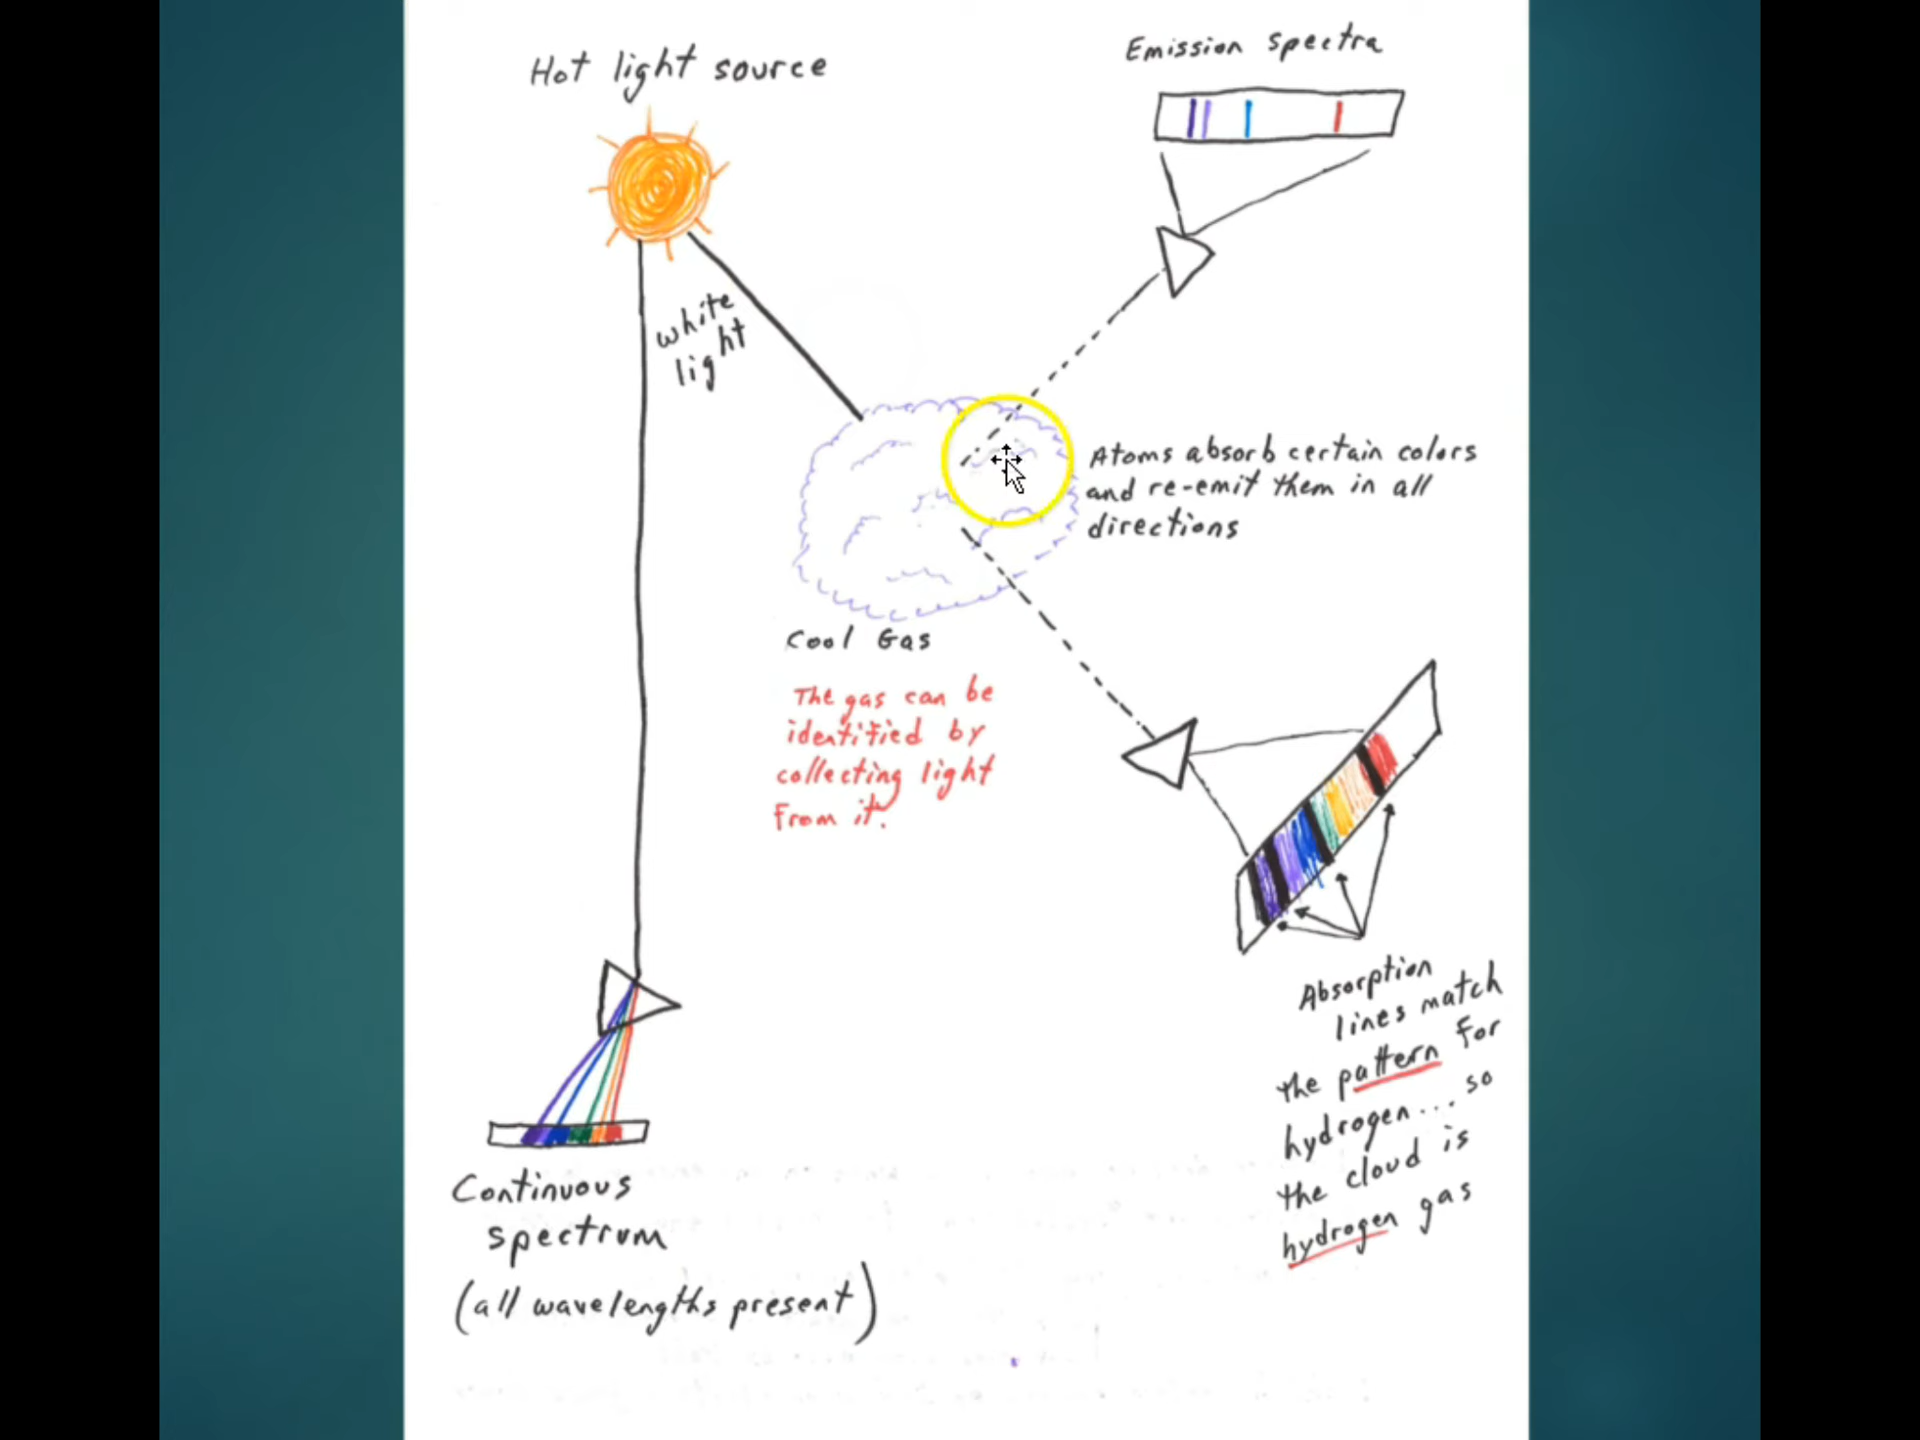 Hot light source
Emission spectra
white
light
Atoms absorb certain colors
and re-emit them in all
directions
Cool Gas
The gas can be
identified by
collecting light
from it.
Absorption
lines match
the pattern for
hydrogen... so
the cloud is
hydrogen gas
Continuous
spectrum
(all wavelengths present)